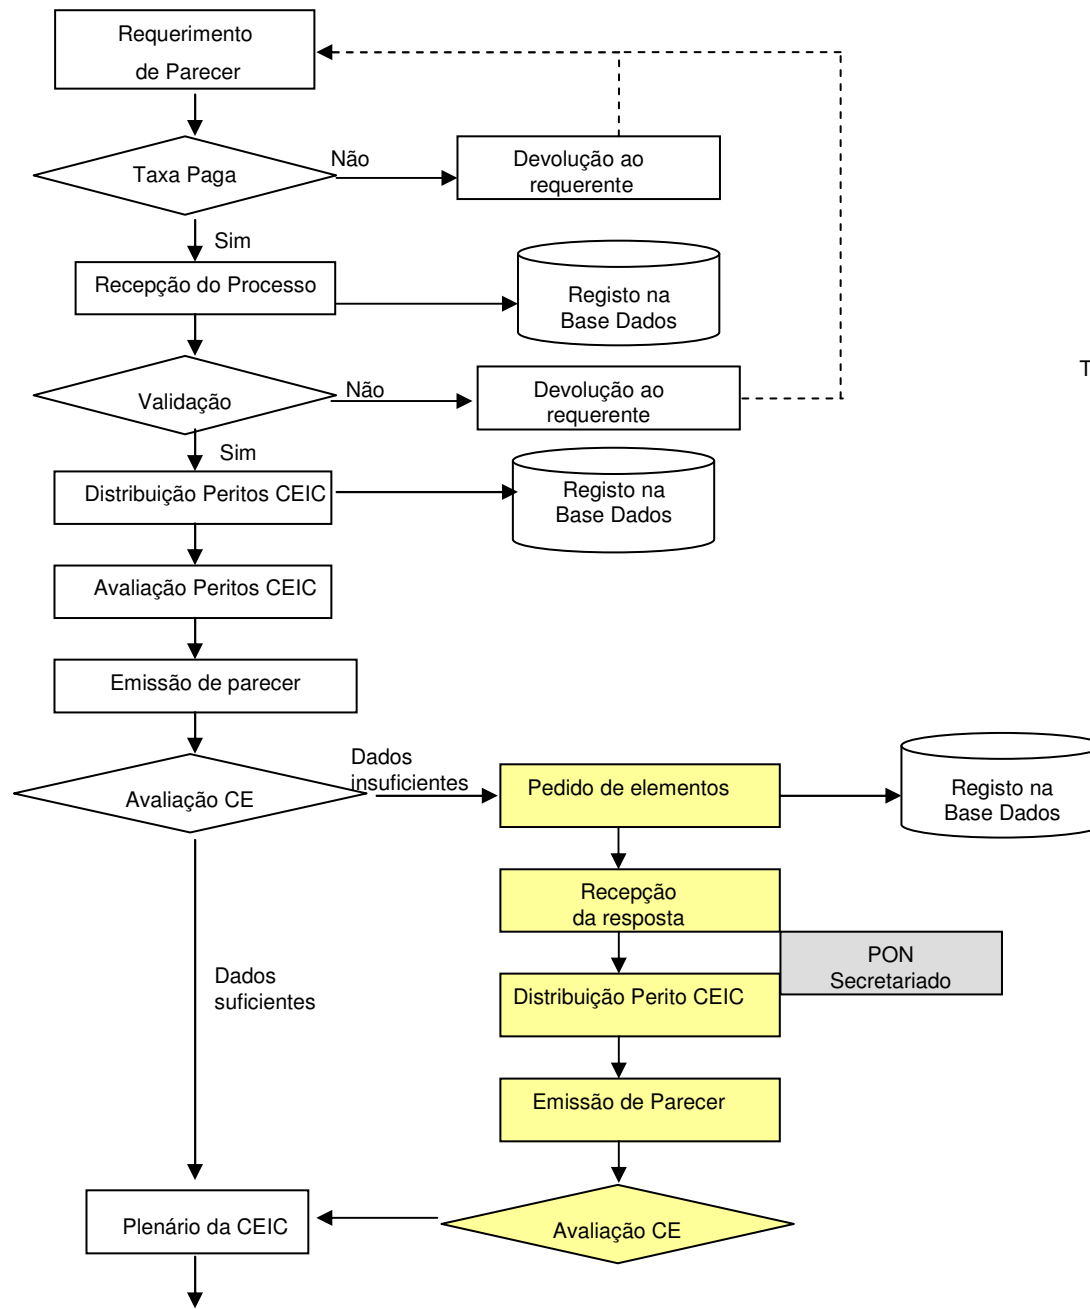 Requerimento
de Parecer
Taxa Paga
Não
Devolução ao
requerente
Sim
Recepção do Processo
Registo na
Base Dados
T
Validação
Não
Devolução ao
requerente
Sim
Distribuição Peritos CEIC
Registo na
Base Dados
Avaliação Peritos CEIC
Emissão de parecer
Avaliação CE
Dados
insuficientes
Pedido de elementos
Registo na
Base Dados
Recepção
da resposta
PON
Secretariado
Dados
suficientes
Distribuição Perito CEIC
Emissão de Parecer
Plenário da CEIC
Avaliação CE